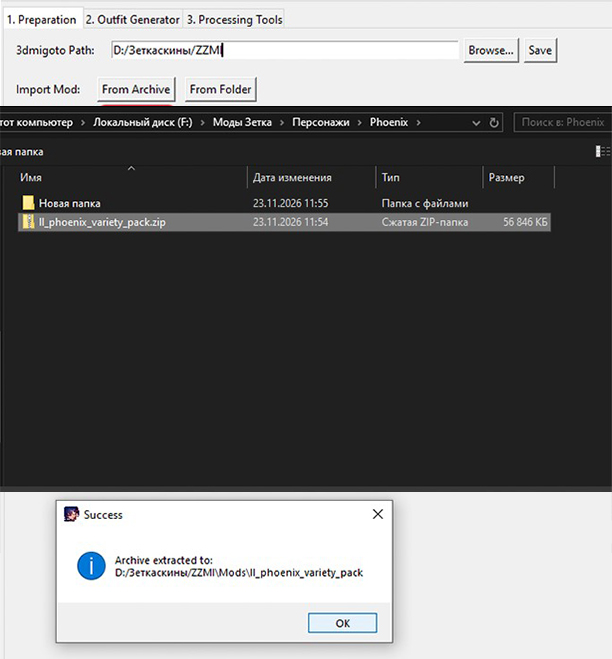 1. Preparation 2. Outfit Generator 3. Processing Tools
3dmigoto Path: D:/Зеткаскины/ZZMI Browse... Save
Import Mod: From Archive From Folder
тот компьютер > Локальный диск (F:) > Моды Зетка > Персонажи > Phoenix > Поиск в: Phoenix
ая папка
Имя Дата изменения Тип Размер
Новая папка 23.11.2026 11:55 Папка с файлами
ll_phoenix_variety_pack.zip 23.11.2026 11:54 Сжатая ZIP-папка 56 846 КБ
Success
Archive extracted to:
D:/Зеткаскины/ZZMI\Mods\ll_phoenix_variety_pack
OK